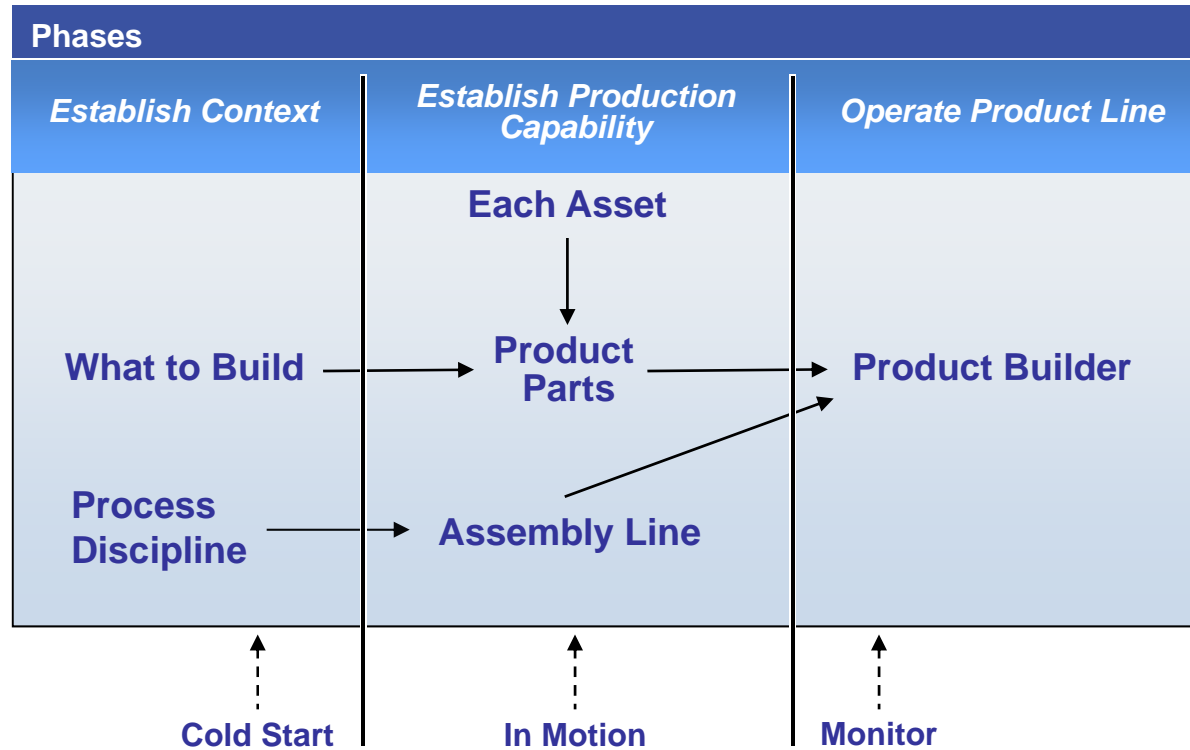 Phases
Establish Context
Establish Production
Capability
Operate Product Line
Each Asset
What to Build
Product
Parts
Product Builder
Process
Discipline
Assembly Line
Cold Start
In Motion
Monitor